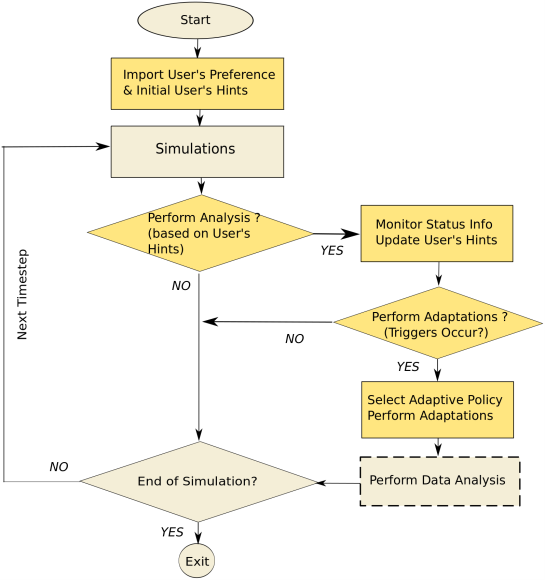 Start
Import User's Preference
& Initial User's Hints
Simulations
Perform Analysis ?
(based on User's
Hints)
YES
Monitor Status Info
Update User's Hints
NO
Next Timestep
Perform Adaptations ?
(Triggers Occur?)
NO
YES
Select Adaptive Policy
Perform Adaptations
NO
End of Simulation?
Perform Data Analysis
YES
Exit